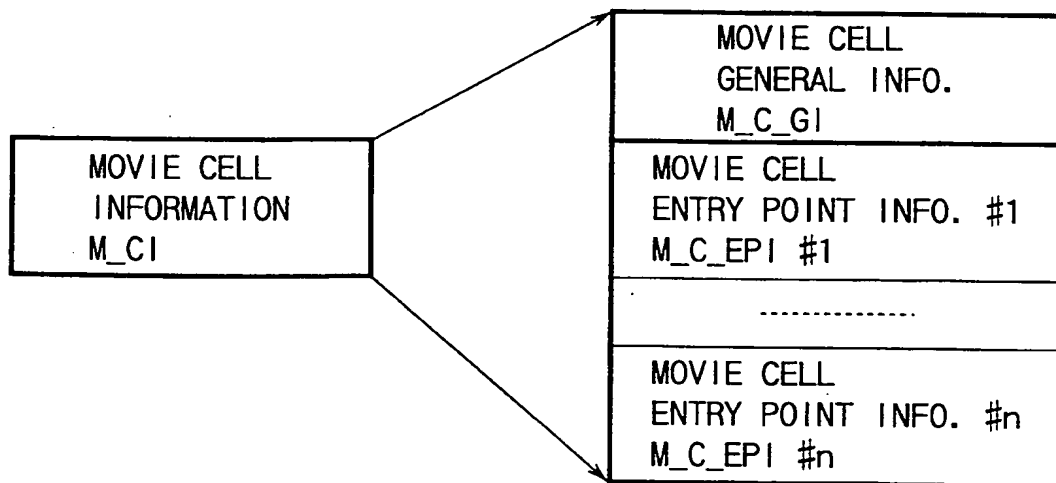 MOVIE CELL
INFORMATION
M_CI
MOVIE CELL
GENERAL INFO.
M_C_GI
MOVIE CELL
ENTRY POINT INFO. #1
M_C_EPI #1
MOVIE CELL
ENTRY POINT INFO. #n
M_C_EPI #n